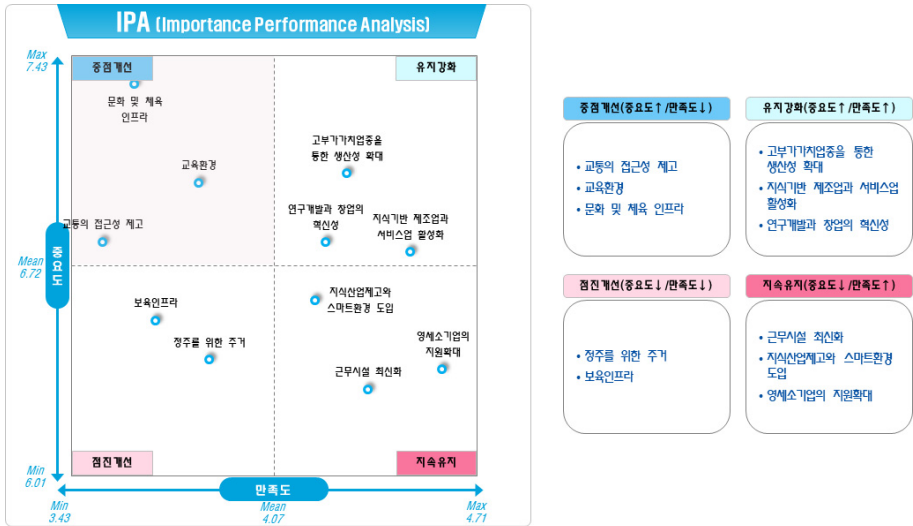 IPA (Importance Performance Analysis)
Max
7.43
중점개선
유지강화
문화 및 체육
인프라
고부가가치업종을
통한 생산성 확대
교육환경
연구개발과 창업의
혁신성
지식기반 제조업과
서비스업 활성화
교통의 접근성 제고
중요도
Mean
6.72
보육인프라
지식산업제고와
스마트환경 도입
정주를 위한 주거
영세소기업의
지원확대
근무시설 최신화
점진개선
지속유지
Min
6.01
만족도
Min
3.43
Mean
4.07
Max
4.71
중점개선(중요도↑/만족도↓)
• 교통의 접근성 제고
• 교육환경
• 문화 및 체육 인프라
유지강화(중요도↑/만족도↑)
• 고부가가치업종을 통한
생산성 확대
• 지식기반 제조업과 서비스업
활성화
• 연구개발과 창업의 혁신성
점진개선(중요도↓/만족도↓)
• 정주를 위한 주거
• 보육인프라
지속유지(중요도↓/만족도↑)
• 근무시설 최신화
• 지식산업제고와 스마트환경
도입
• 영세소기업의 지원확대